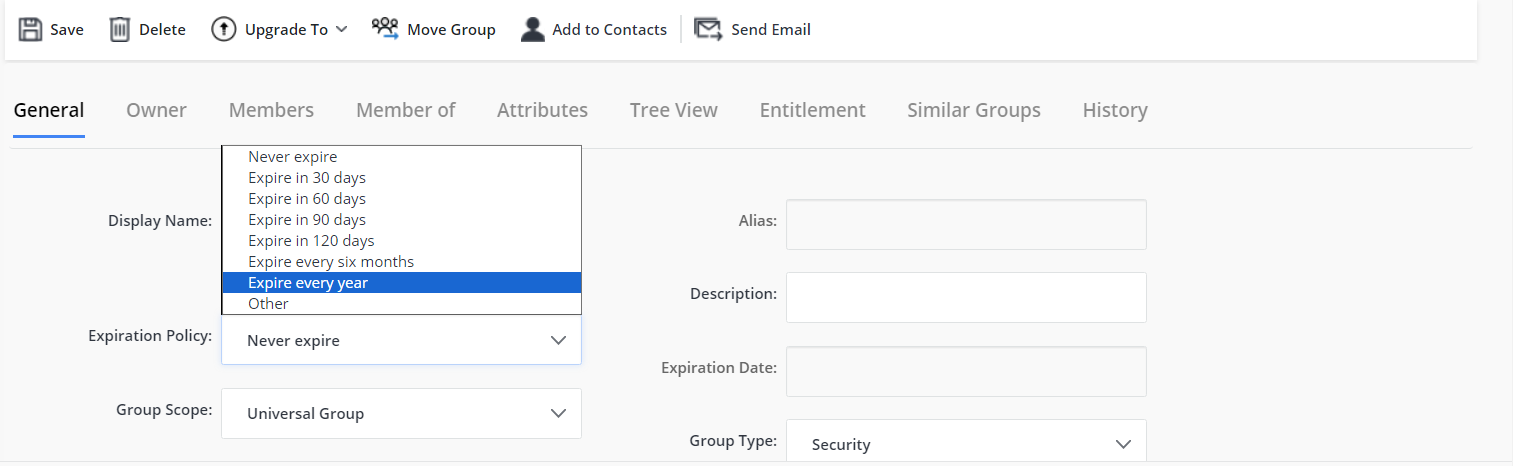 Save Delete Upgrade To Move Group Add to Contacts Send Email
General Owner Members Member of Attributes Tree View Entitlement Similar Groups History
Never expire
Expire in 30 days
Expire in 60 days
Expire in 90 days
Expire in 120 days
Expire every six months
Expire every year
Other
Display Name:
Expiration Policy: Never expire
Group Scope: Universal Group
Alias:
Description:
Expiration Date:
Group Type: Security